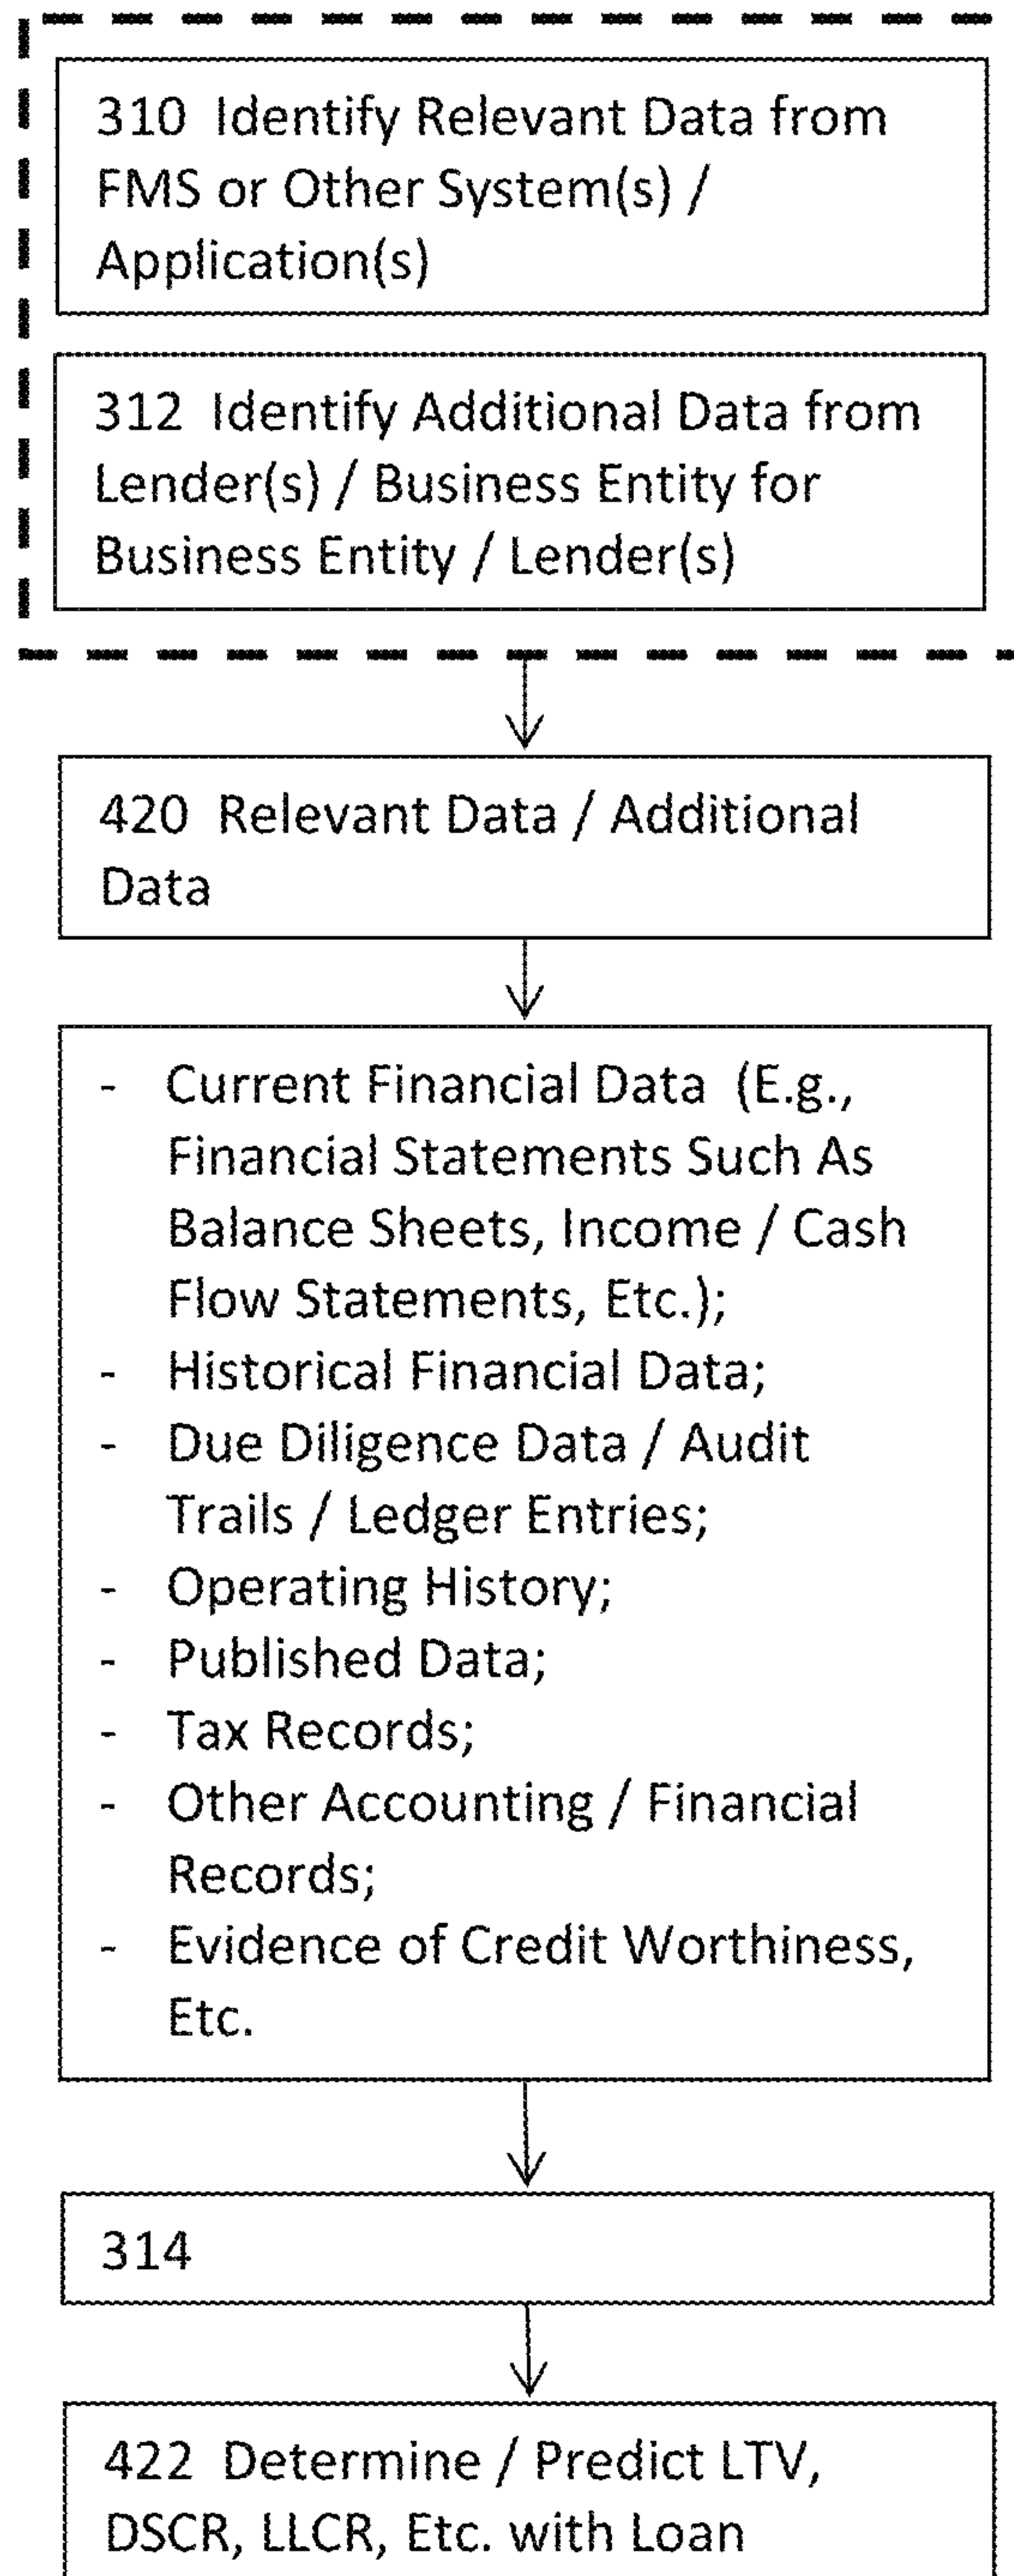 310 Identify Relevant Data from
FMS or Other System(s) /
Application(s)
312 Identify Additional Data from
Lender(s) / Business Entity for
Business Entity / Lender(s)
420 Relevant Data / Additional
Data
- Current Financial Data (E.g.,
Financial Statements Such As
Balance Sheets, Income / Cash
Flow Statements, Etc.);
- Historical Financial Data;
- Due Diligence Data / Audit
Trails / Ledger Entries;
- Operating History;
- Published Data;
- Tax Records;
- Other Accounting / Financial
Records;
- Evidence of Credit Worthiness,
Etc.
314
422 Determine / Predict LTV,
DSCR, LLCR, Etc. with Loan